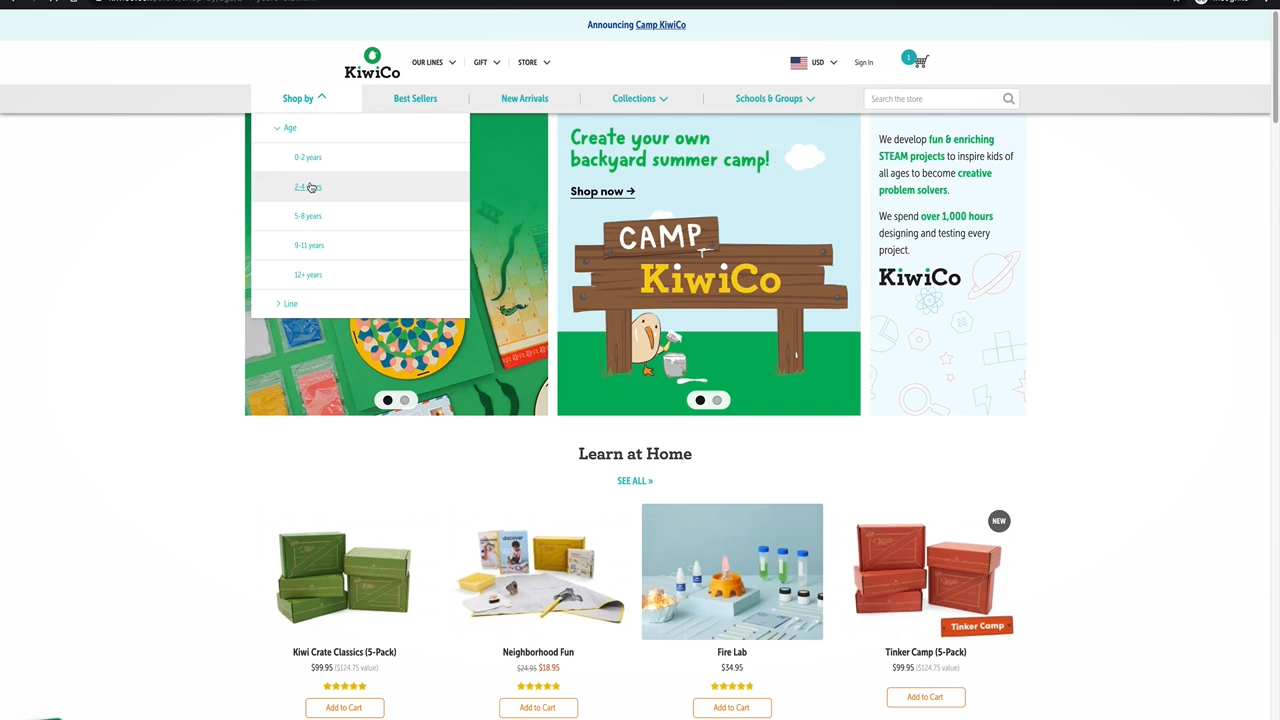 Announcing Camp KiwiCo
KiwiCo
OUR LINES
GIFT
STORE
USD
Sign In
1
Shop by
Best Sellers
New Arrivals
Collections
Schools & Groups
Search the store
Age
0-2 years
2-4
5-8 years
9-11 years
12+ years
Line
Create your own
backyard summer camp!
Shop now →
CAMP
KiwiCo
We develop fun & enriching
STEAM projects to inspire kids of
all ages to become creative
problem solvers.
We spend over 1,000 hours
designing and testing every
project.
KiwiCo
Learn at Home
SEE ALL »
NEW
discover
Tinker Camp
Kiwi Crate Classics (5-Pack)
$99.95 ($124.75 value)
Add to Cart
Neighborhood Fun
$24.95 $18.95
Add to Cart
Fire Lab
$34.95
Add to Cart
Tinker Camp (5-Pack)
$99.95 ($124.75 value)
Add to Cart